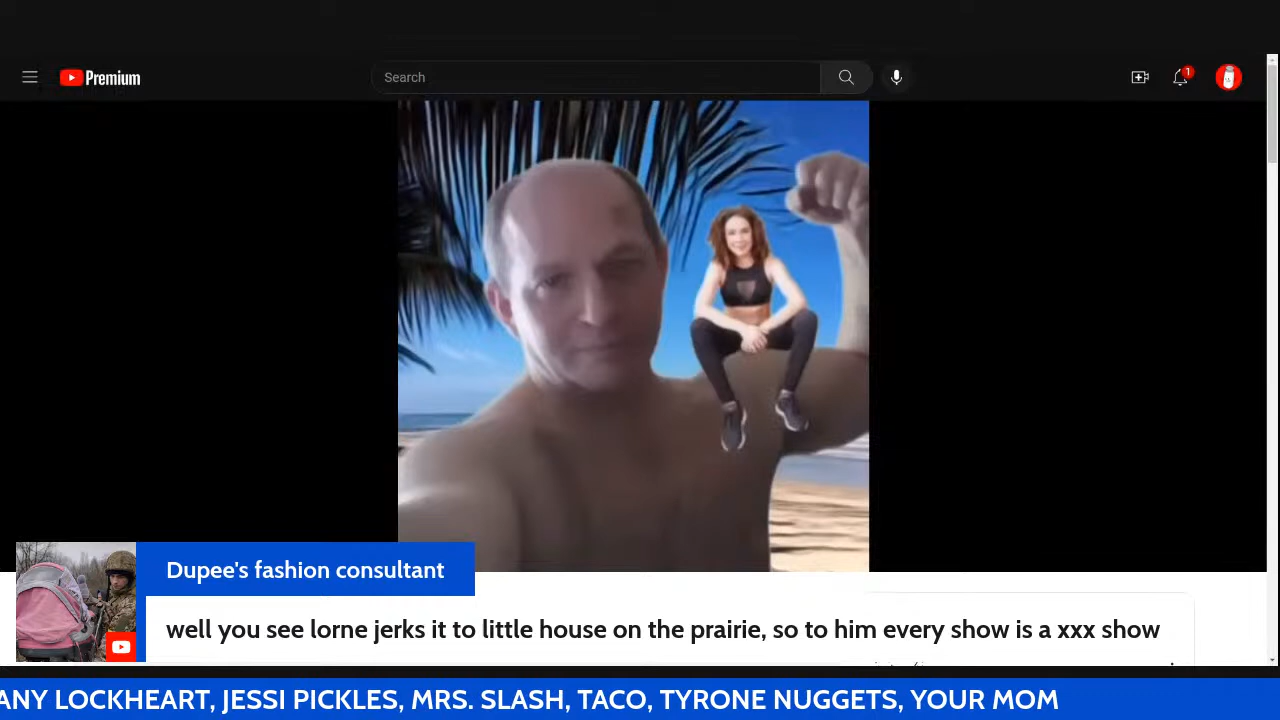 Premium
Search
1
Dupee's fashion consultant
well you see lorne jerks it to little house on the prairie, so to him every show is a xxx show
ANY LOCKHEART, JESSI PICKLES, MRS. SLASH, TACO, TYRONE NUGGETS, YOUR MOM